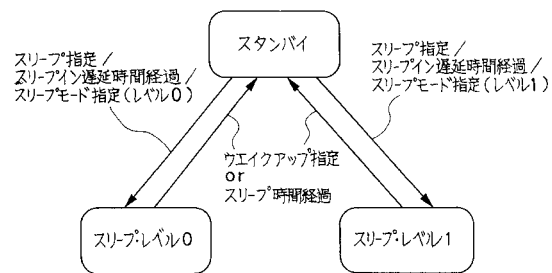 スタンバイ
スリープ指定/
スリープイン遅延時間経過/
スリープモード指定(レベル0)
スリープ指定/
スリープイン遅延時間経過/
スリープモード指定(レベル1)
ウエイクアップ指定
or
スリープ時間経過
スリープ・レベル0
スリープ・レベル1